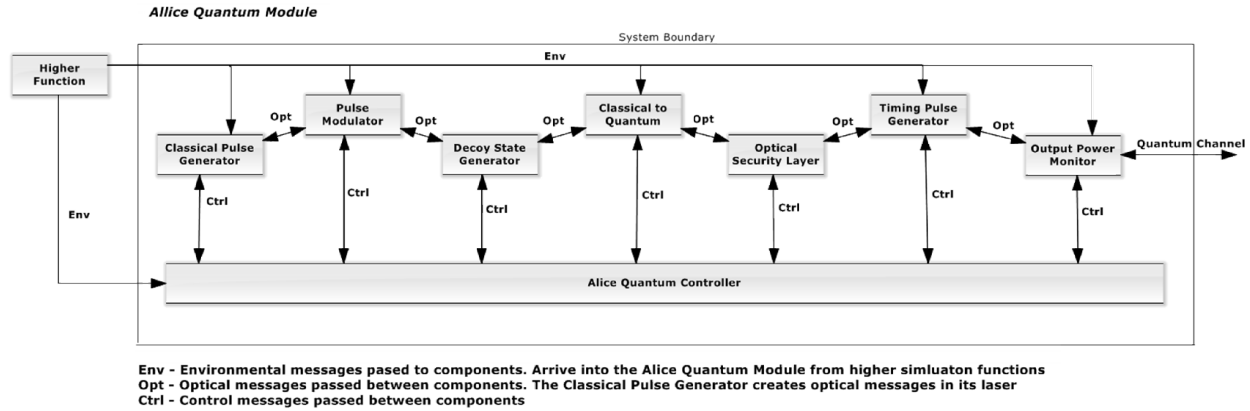 Allice Quantum Module
System Boundary
Higher
Function
Env
Pulse
Modulator
Classical to
Quantum
Timing Pulse
Generator
Opt
Opt
Opt
Opt
Opt
Opt
Classical Pulse
Generator
Decoy State
Generator
Optical
Security Layer
Output Power
Monitor
Quantum Channel
Env
Ctrl
Ctrl
Ctrl
Ctrl
Ctrl
Ctrl
Ctrl
Alice Quantum Controller
Env - Environmental messages pased to components. Arrive into the Alice Quantum Module from higher simluaton functions
Opt - Optical messages passed between components. The Classical Pulse Generator creates optical messages in its laser
Ctrl - Control messages passed between components